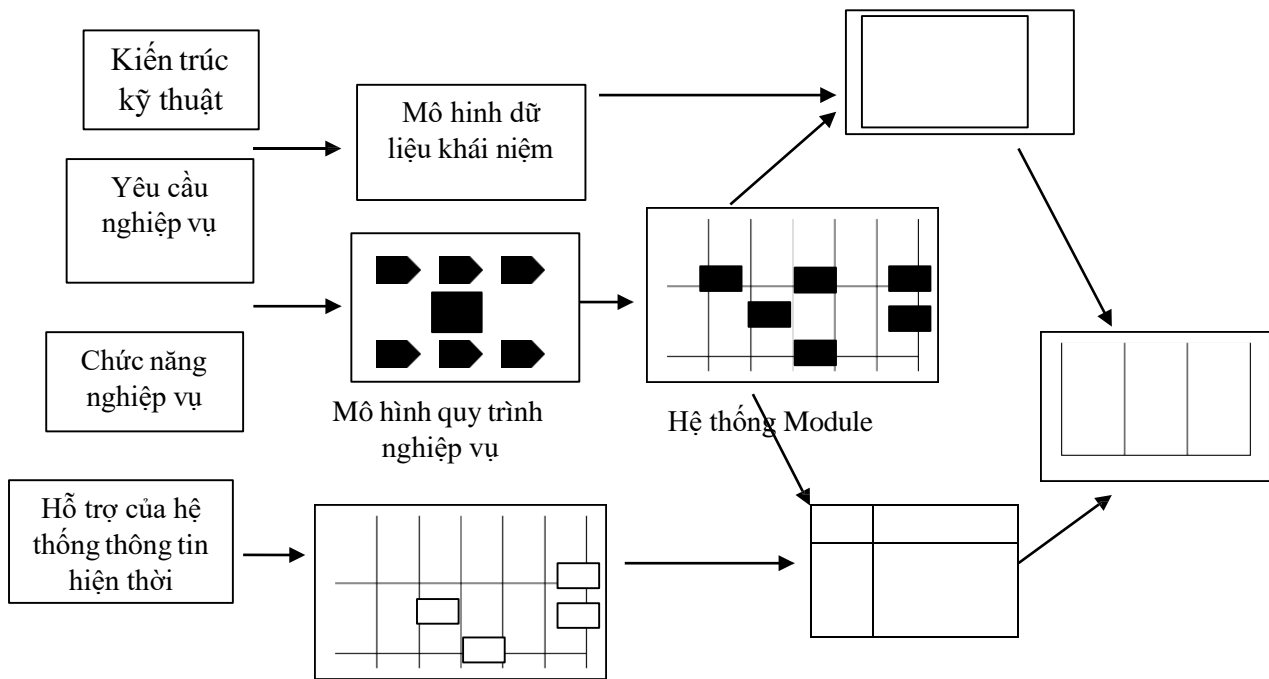 Kiến trúc
kỹ thuật
Mô hinh dữ
liệu khái niệm
Yêu cầu
nghiệp vụ
Chức năng
nghiệp vụ
Mô hình quy trình
nghiệp vụ
Hệ thống Module
Hỗ trợ của hệ
thống thông tin
hiện thời